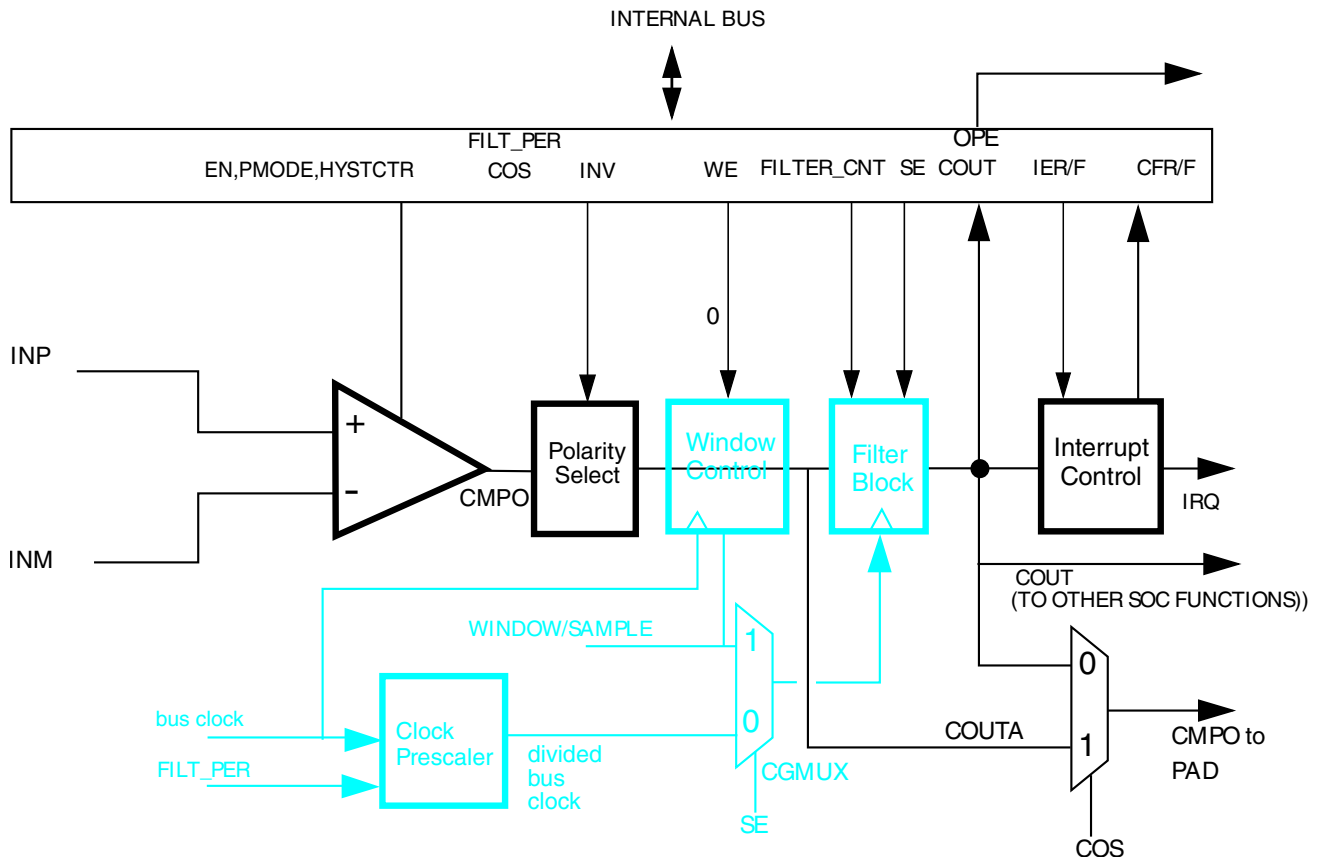 INTERNAL BUS
FILT_PER
OPE
EN,PMODE,HYSTCTR
COS
INV
WE
FILTER_CNT
SE
COUT
IER/F
CFR/F
0
INP
+
-
INM
CMPO
Polarity
Select
Window
Control
Filter
Block
Interrupt
Control
IRQ
COUT
(TO OTHER SOC FUNCTIONS))
WINDOW/SAMPLE
1
0
CGMUX
SE
bus clock
FILT_PER
Clock
Prescaler
divided
bus
clock
0
1
COUTA
CMPO to
PAD
COS